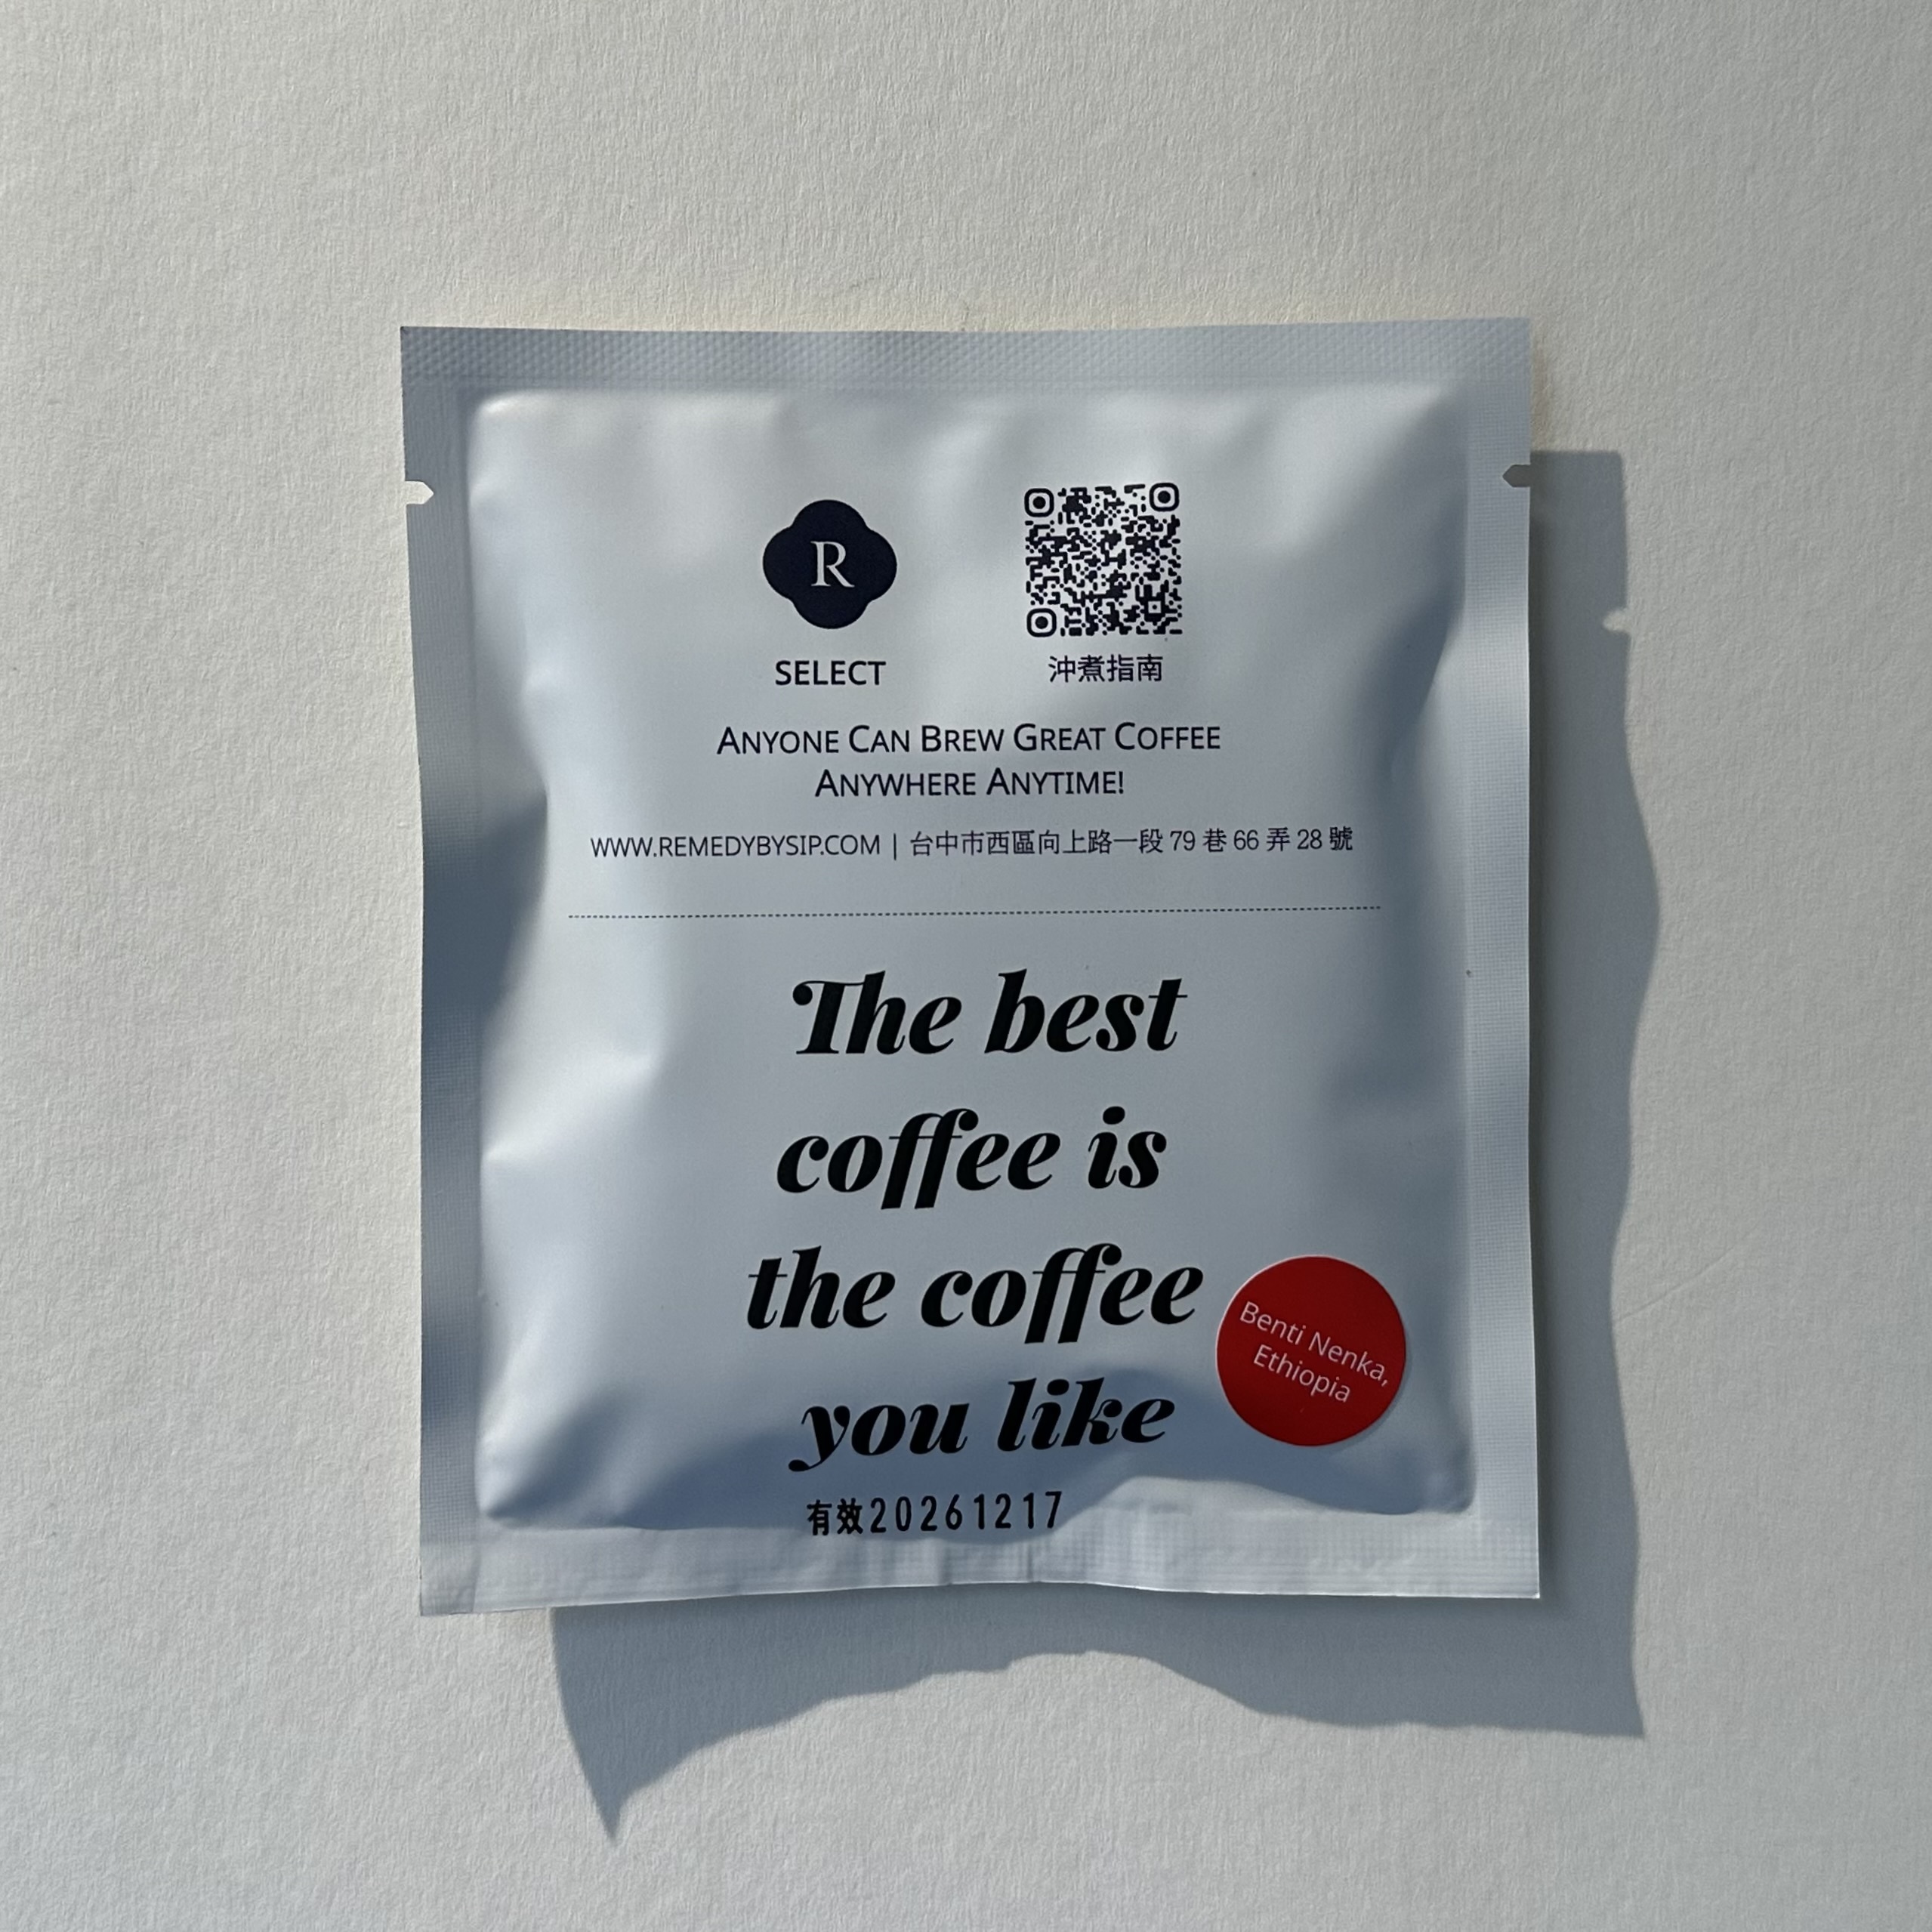 R
SELECT
沖煮指南
ANYONE CAN BREW GREAT COFFEE
ANYWHERE ANYTIME!
WWW.REMEDYBYSIP.COM | 台中市西區向上路一段 79 巷 66 弄 28 號
The best
coffee is
the coffee
you like
Benti Nenka,
Ethiopia
有效20261217